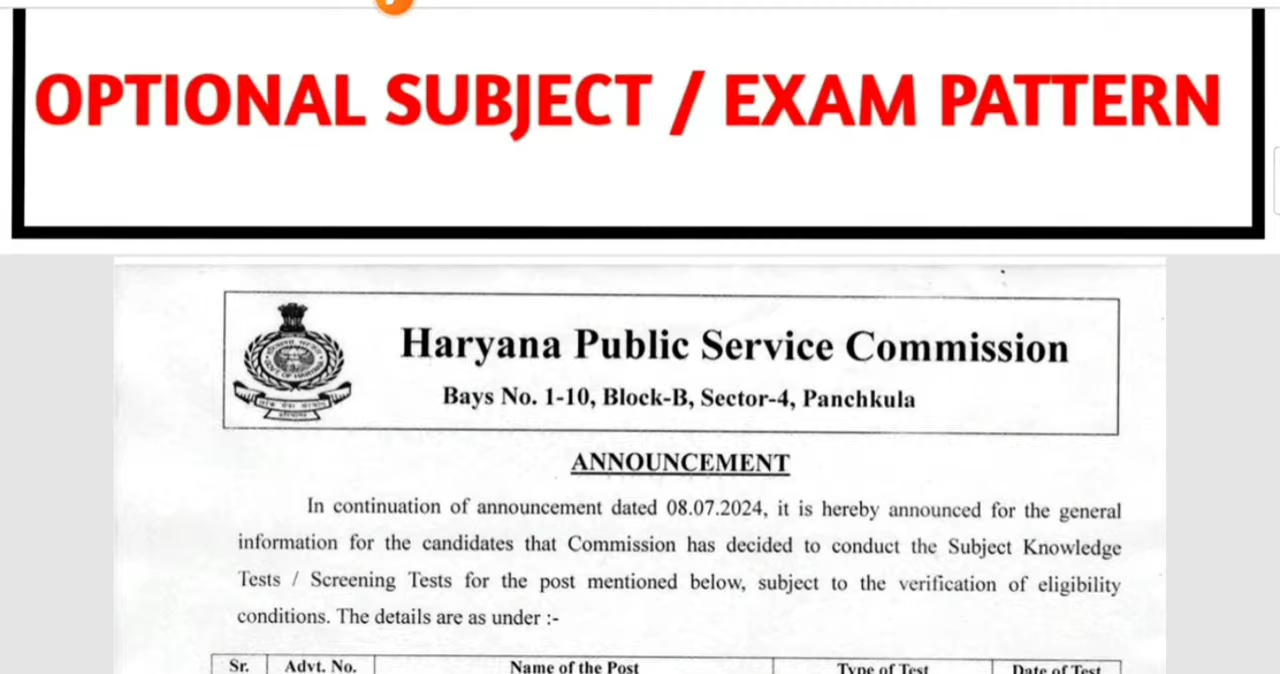 OPTIONAL SUBJECT / EXAM PATTERN
Haryana Public Service Commission
Bays No. 1-10, Block-B, Sector-4, Panchkula
ANNOUNCEMENT
In continuation of announcement dated 08.07.2024, it is hereby announced for the general
information for the candidates that Commission has decided to conduct the Subject Knowledge
Tests / Screening Tests for the post mentioned below, subject to the verification of eligibility
conditions. The details are as under :-
Sr. Advt. No. Name of the Post Type of Test Date of Test